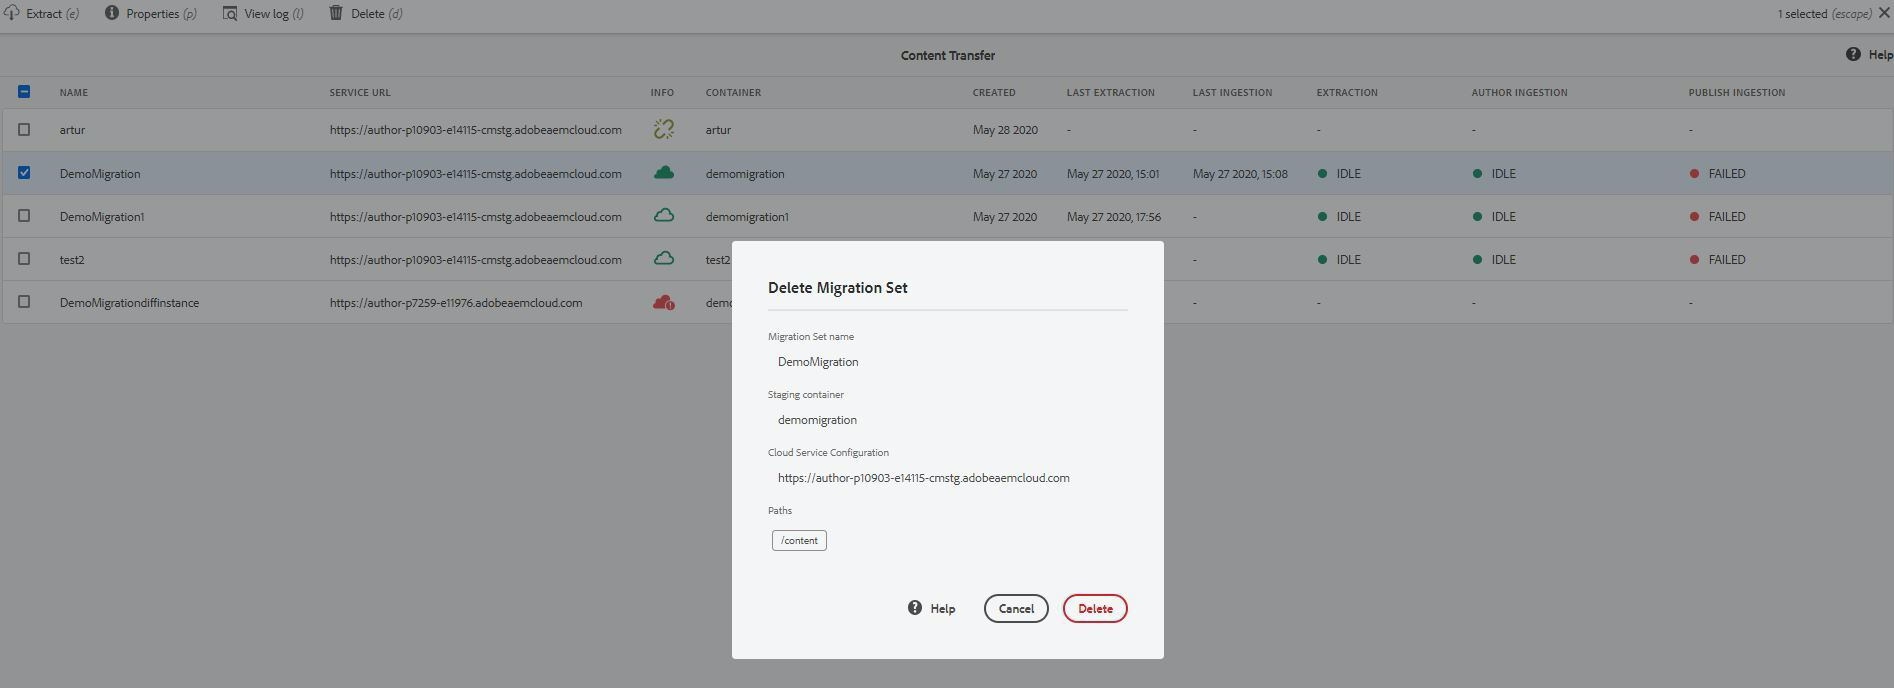 Extract (e) Properties (p) View log (l) Delete (d) 1 selected (escape)
Content Transfer Help
NAME SERVICE URL INFO CONTAINER CREATED LAST EXTRACTION LAST INGESTION EXTRACTION AUTHOR INGESTION PUBLISH INGESTION
artur https://author-p10903-e14115-cmstg.adobeaemcloud.com artur May 28 2020 - - - - -
DemoMigration https://author-p10903-e14115-cmstg.adobeaemcloud.com demomigration May 27 2020 May 27 2020, 15:01 May 27 2020, 15:08 IDLE IDLE FAILED
DemoMigration1 https://author-p10903-e14115-cmstg.adobeaemcloud.com demomigration1 May 27 2020 May 27 2020, 17:56 - IDLE IDLE FAILED
test2 https://author-p10903-e14115-cmstg.adobeaemcloud.com test2 - IDLE IDLE FAILED
DemoMigrationdiffinstance https://author-p7259-e11976.adobeaemcloud.com demo - - - -
Delete Migration Set
Migration Set name
DemoMigration
Staging container
demomigration
Cloud Service Configuration
https://author-p10903-e14115-cmstg.adobeaemcloud.com
Paths
/content
Help Cancel Delete